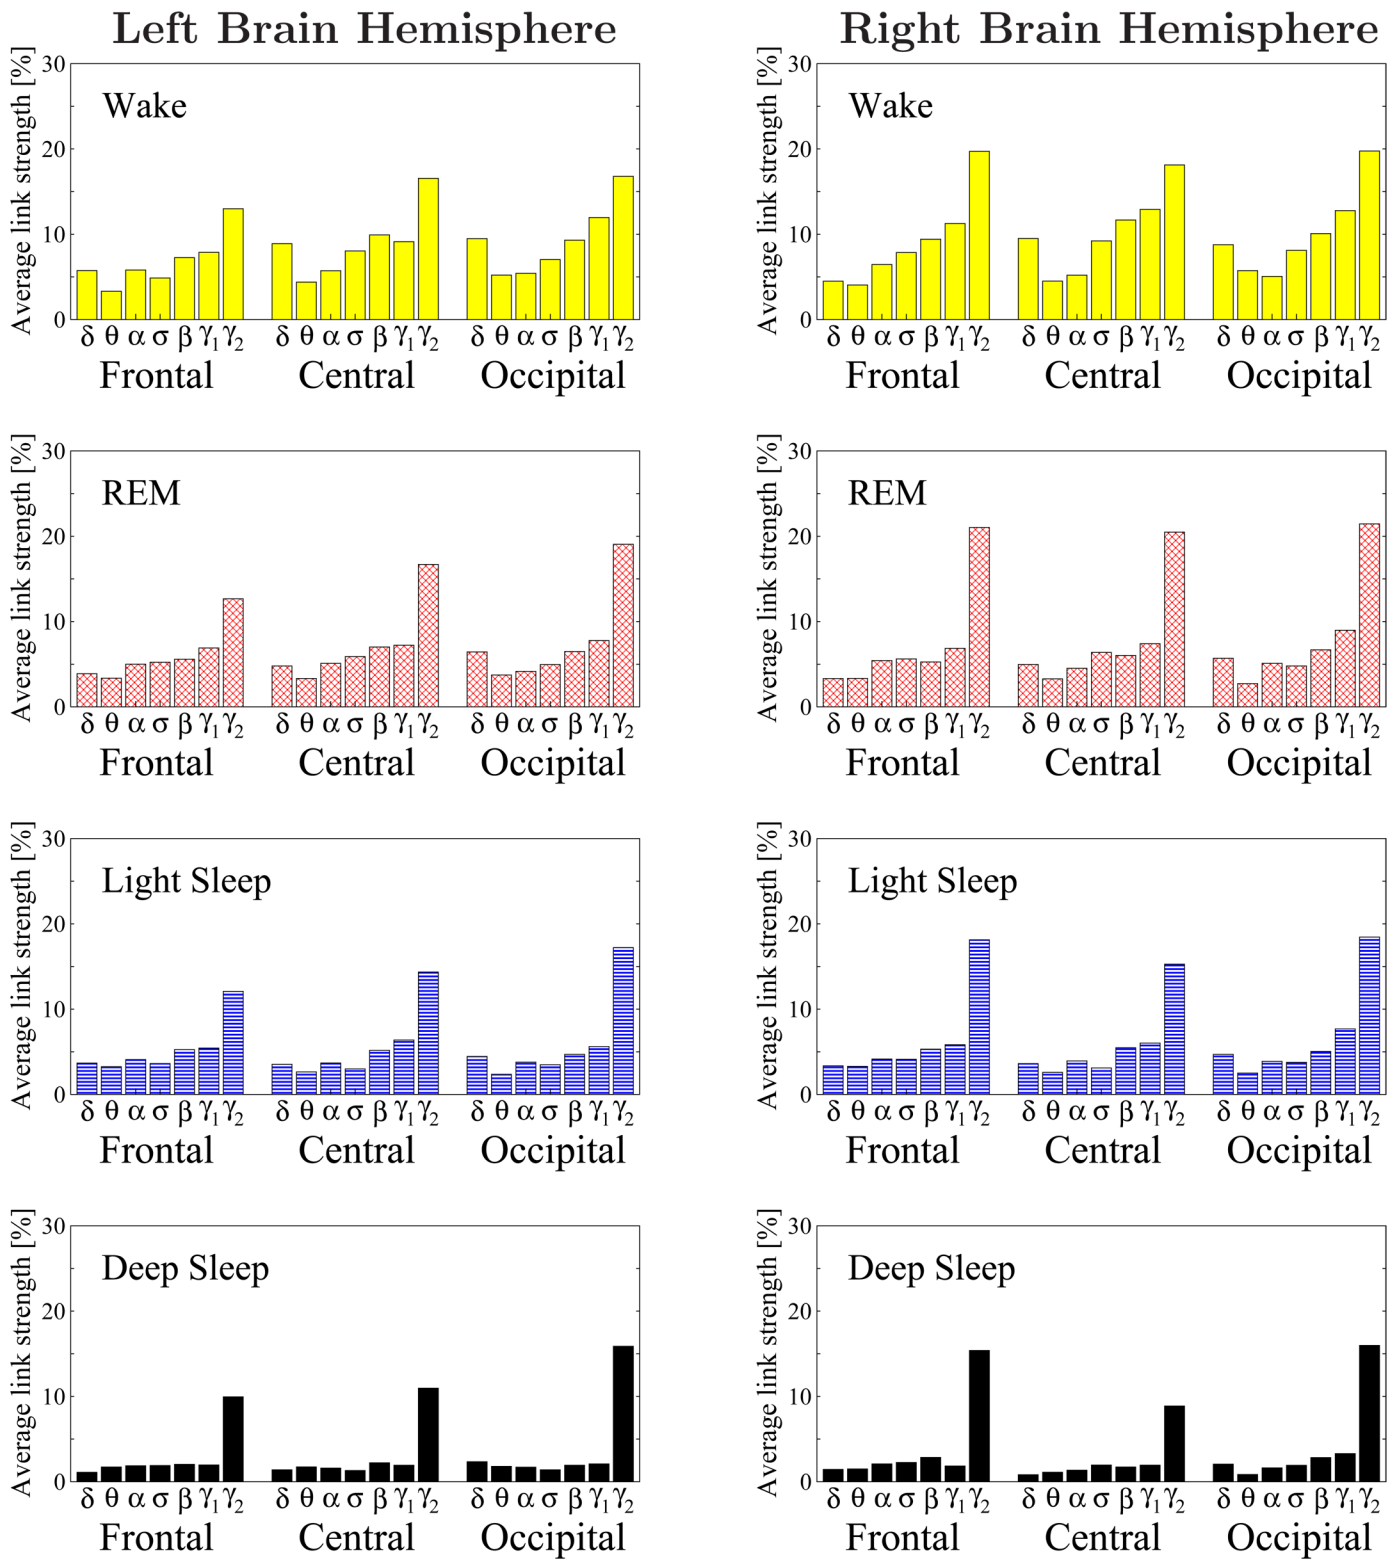 Left Brain Hemisphere
Right Brain Hemisphere
Average link strength [%]
30
20
10
0
Wake
δ θ α σ β γ1 γ2 δ θ α σ β γ1 γ2 δ θ α σ β γ1 γ2
Frontal Central Occipital
Average link strength [%]
30
20
10
0
Wake
δ θ α σ β γ1 γ2 δ θ α σ β γ1 γ2 δ θ α σ β γ1 γ2
Frontal Central Occipital
Average link strength [%]
30
20
10
0
REM
δ θ α σ β γ1 γ2 δ θ α σ β γ1 γ2 δ θ α σ β γ1 γ2
Frontal Central Occipital
Average link strength [%]
30
20
10
0
REM
δ θ α σ β γ1 γ2 δ θ α σ β γ1 γ2 δ θ α σ β γ1 γ2
Frontal Central Occipital
Average link strength [%]
30
20
10
0
Light Sleep
δ θ α σ β γ1 γ2 δ θ α σ β γ1 γ2 δ θ α σ β γ1 γ2
Frontal Central Occipital
Average link strength [%]
30
20
10
0
Light Sleep
δ θ α σ β γ1 γ2 δ θ α σ β γ1 γ2 δ θ α σ β γ1 γ2
Frontal Central Occipital
Average link strength [%]
30
20
10
0
Deep Sleep
δ θ α σ β γ1 γ2 δ θ α σ β γ1 γ2 δ θ α σ β γ1 γ2
Frontal Central Occipital
Average link strength [%]
30
20
10
0
Deep Sleep
δ θ α σ β γ1 γ2 δ θ α σ β γ1 γ2 δ θ α σ β γ1 γ2
Frontal Central Occipital